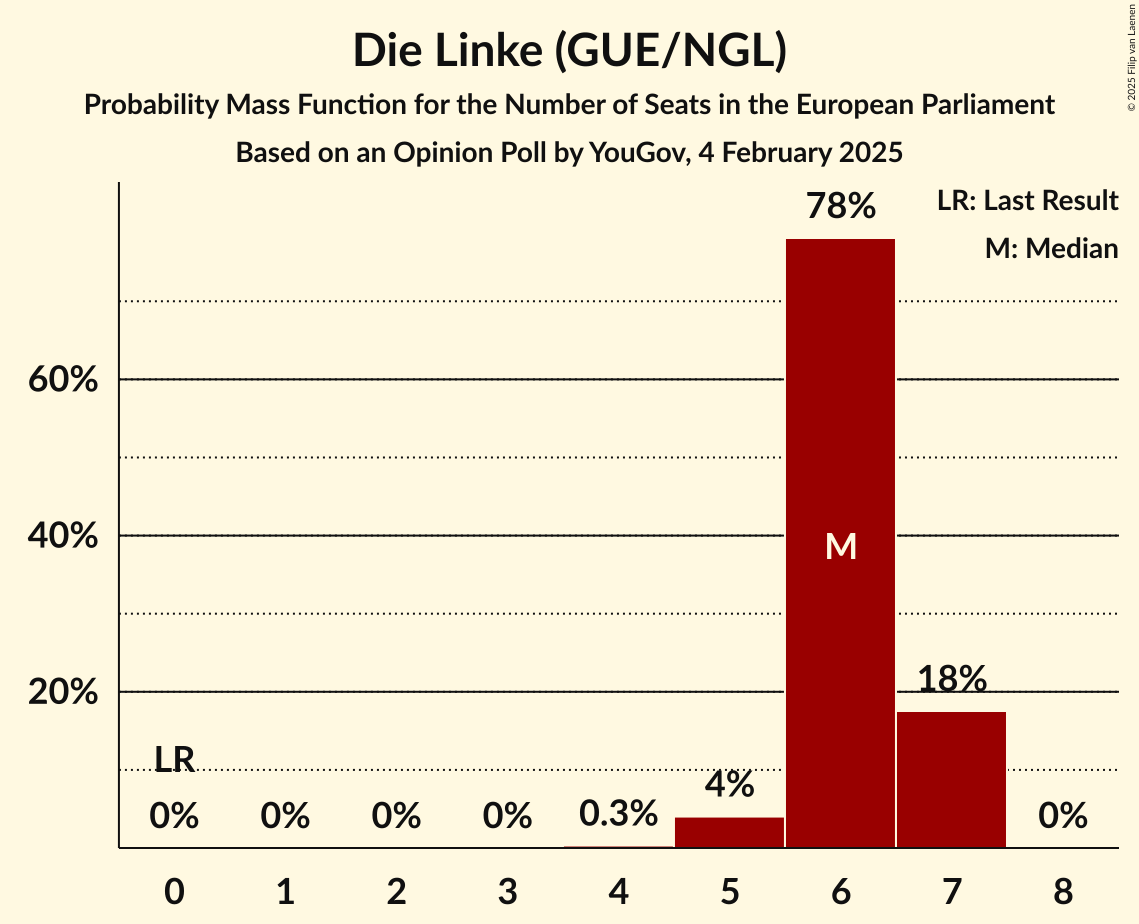 Die Linke (GUE/NGL)
Probability Mass Function for the Number of Seats in the European Parliament
Based on an Opinion Poll by YouGov, 4 February 2025
© 2025 Filip van Laenen
LR: Last Result
M: Median
78%
60%
40%
M
20%
18%
LR
0%
0%
0%
0%
0.3%
4%
0%
0
1
2
3
4
5
6
7
8